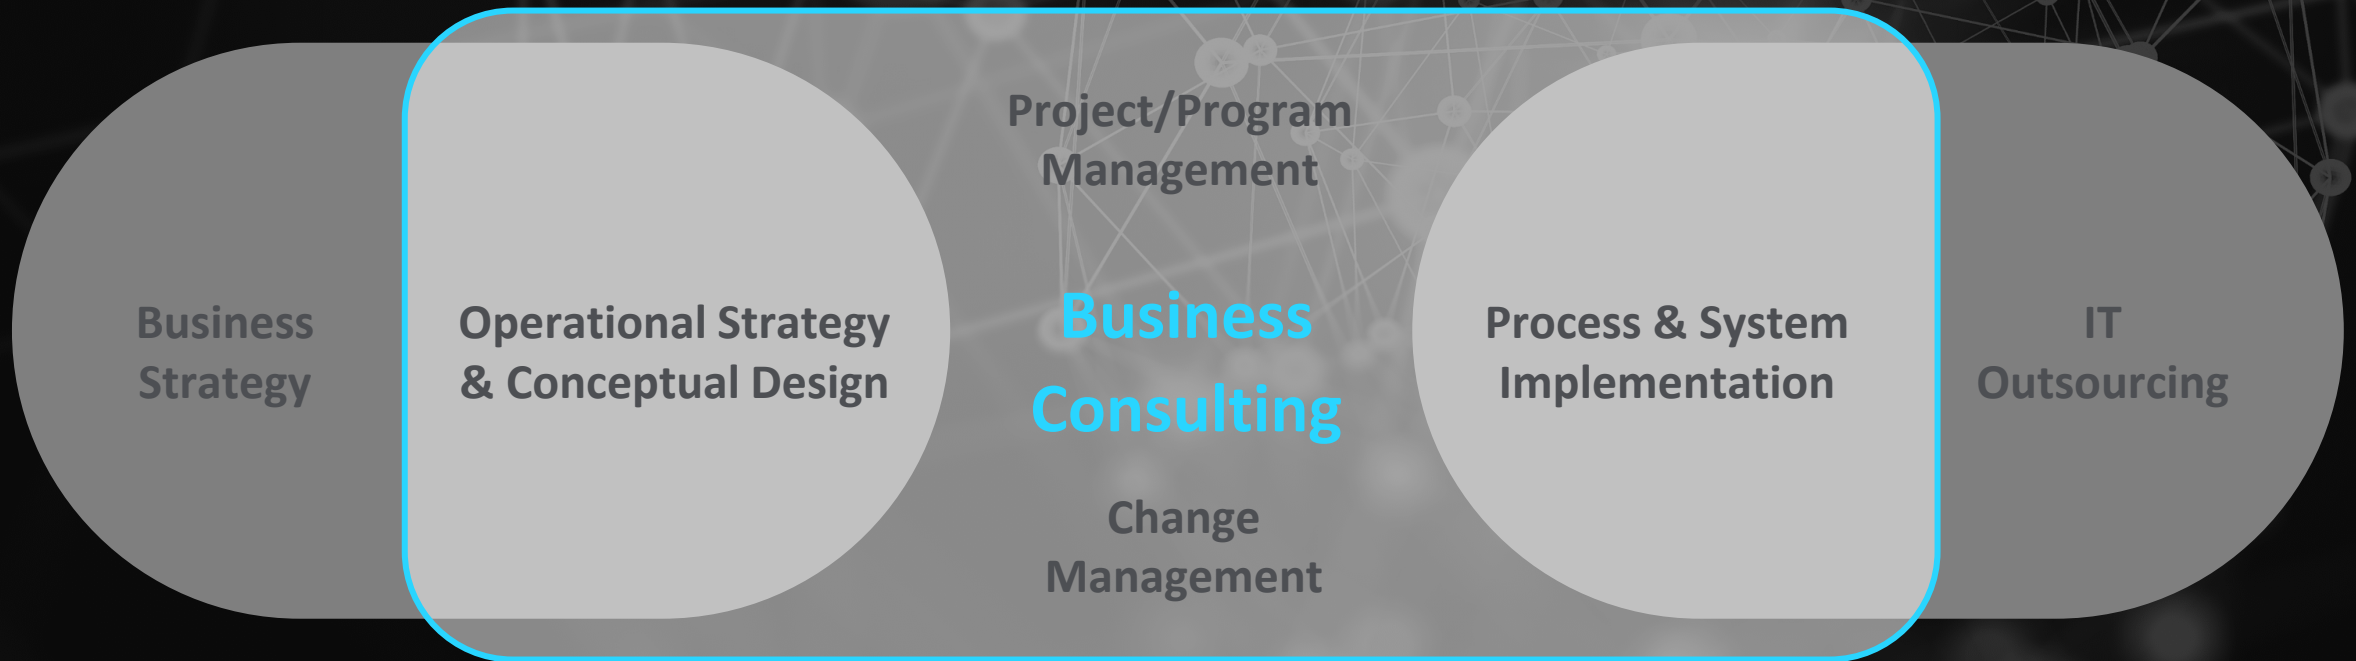 Business
Strategy
Operational Strategy
& Conceptual Design
Project/Program
Management
Business
Consulting
Change
Management
Process & System
Implementation
IT
Outsourcing